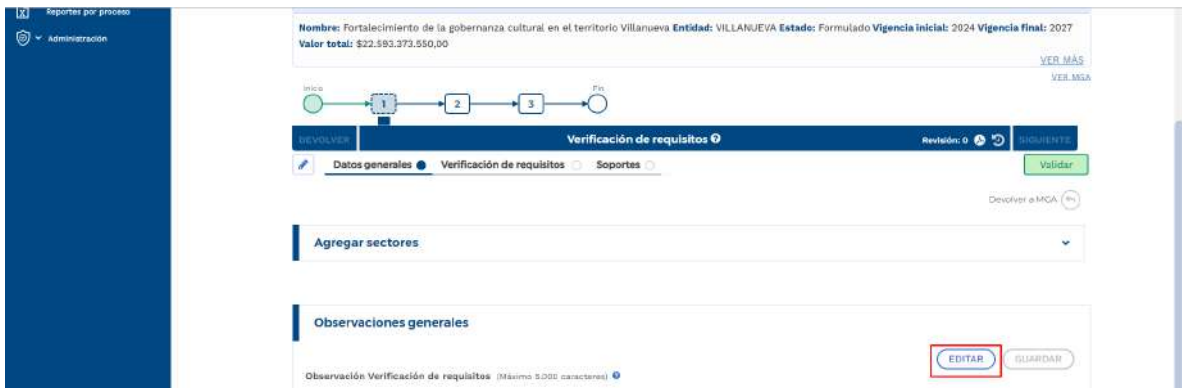 Reportes por proceso
Administración
Nombre: Fortalecimiento de la gobernanza cultural en el territorio Villanueva Entidad: VILLANUEVA Estado: Formulado Vigencia inicial: 2024 Vigencia final: 2027
Valor total: $22.593.373.550,00
VER MÁS
VER MGA
Inicio
Fin
1 2 3
DEVOLVER Verificación de requisitos Revisión: 0 SIGUIENTE
Datos generales Verificación de requisitos Soportes Validar
Devolver a MGA
Agregar sectores
Observaciones generales
EDITAR GUARDAR
Observación Verificación de requisitos (Máximo 5.000 caracteres)